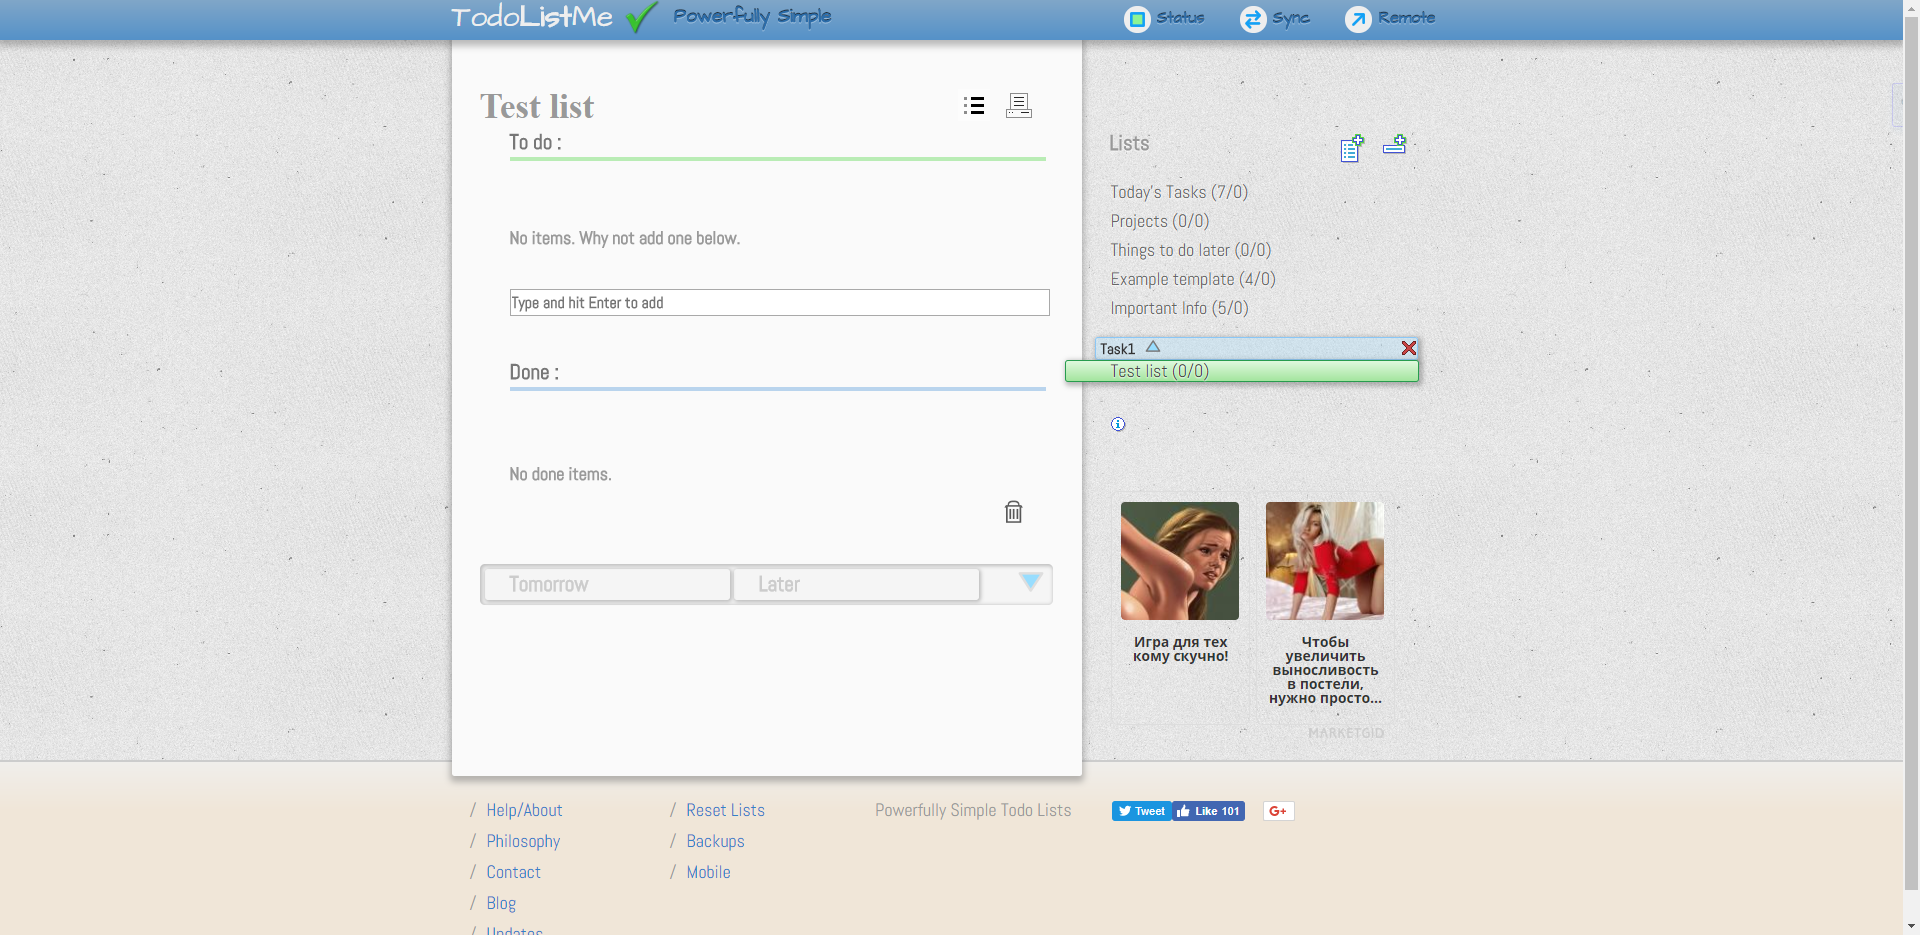 TodoListMe Powerfully Simple
Status Sync Remote
Test list
To do :
No items. Why not add one below.
Type and hit Enter to add
Done :
No done items.
Tomorrow Later
Lists
Today's Tasks (7/0)
Projects (0/0)
Things to do later (0/0)
Example template (4/0)
Important Info (5/0)
Task1
Test list (0/0)
Игра для тех
кому скучно!
Чтобы
увеличить
выносливость
в постели,
нужно просто...
MARKETGID
/ Help/About
/ Philosophy
/ Contact
/ Blog
/ Updates
/ Reset Lists
/ Backups
/ Mobile
Powerfully Simple Todo Lists
Tweet Like 101 G+